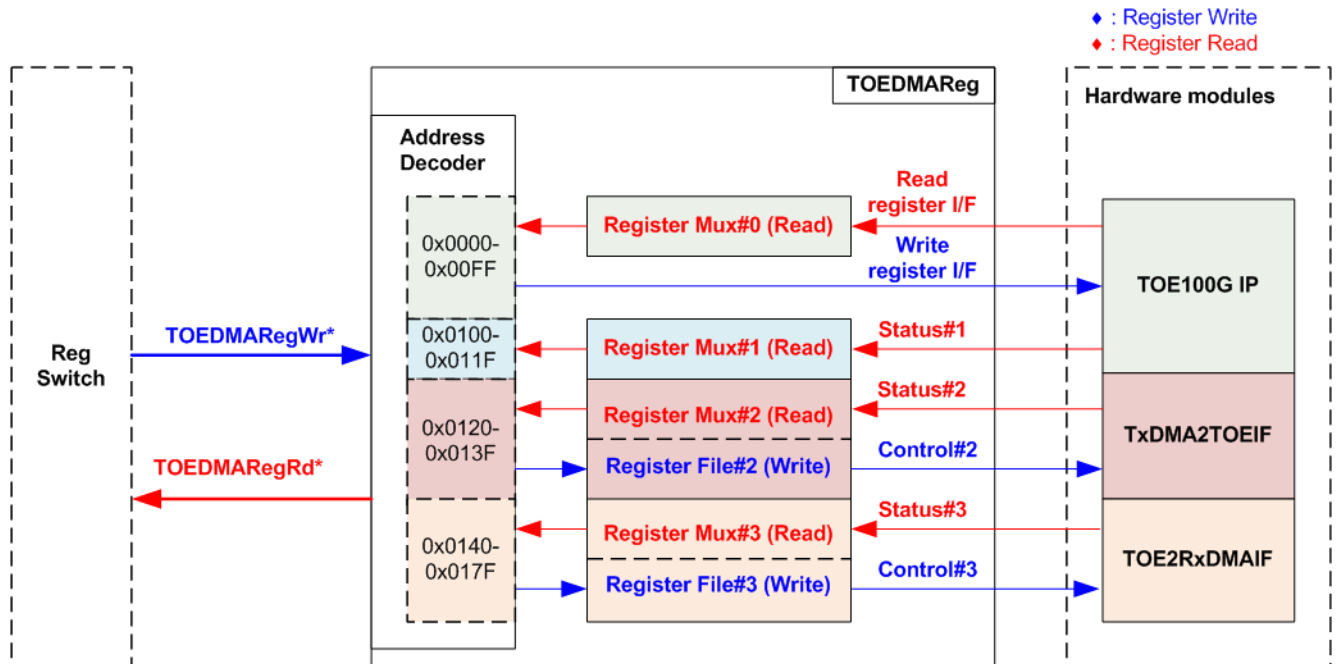 ♦ : Register Write
♦ : Register Read
TOEDMAReg
Hardware modules
Address
Decoder
Read
register I/F
Register Mux#0 (Read)
0x0000-
0x00FF
Write
register I/F
TOE100G IP
Reg
Switch
TOEDMARegWr*
0x0100-
0x011F
Register Mux#1 (Read)
Status#1
TOEDMARegRd*
0x0120-
0x013F
Register Mux#2 (Read)
Status#2
Register File#2 (Write)
Control#2
TxDMA2TOEIF
0x0140-
0x017F
Register Mux#3 (Read)
Status#3
Register File#3 (Write)
Control#3
TOE2RxDMAIF